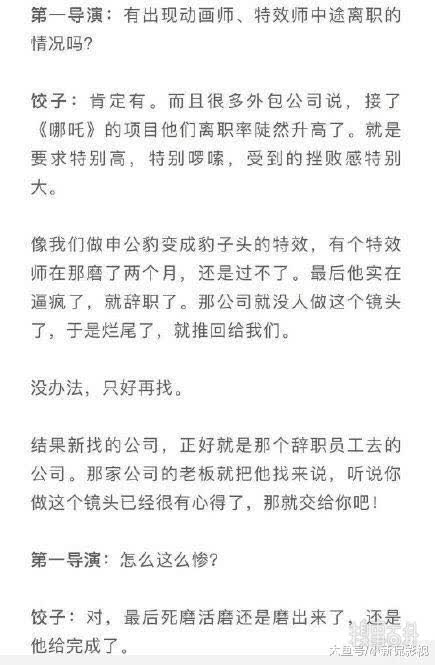 第一导演：有出现动画师、特效师中途离职的
情况吗？
饺子：肯定有。而且很多外包公司说，接了
《哪吒》的项目他们离职率陡然升高了。就是
要求特别高，特别啰嗦，受到的挫败感特别
大。
像我们做申公豹变成豹子头的特效，有个特效
师在那磨了两个月，还是过不了。最后他实在
逼疯了，就辞职了。那公司就没人做这个镜头
了，于是烂尾了，就推回给我们。
没办法，只好再找。
结果新找的公司，正好就是那个辞职员工去的
公司。那家公司的老板就把他找来说，听说你
做这个镜头已经很有心得了，那就交给你吧！
第一导演：怎么这么惨？
饺子：对，最后死磨活磨还是磨出来了，还是
他给完成了。
大鱼号/小新侃影视